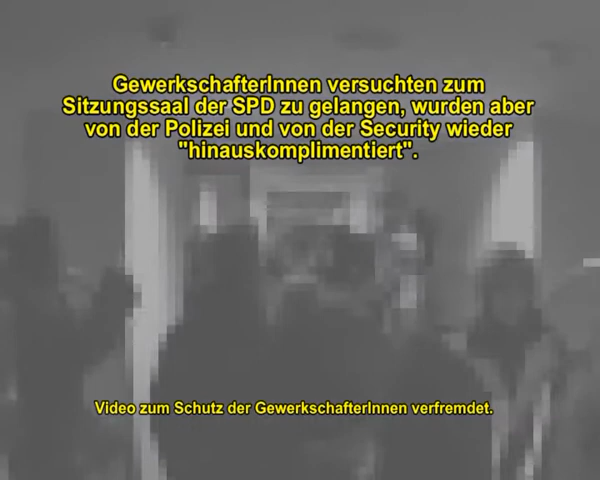 GewerkschafterInnen versuchten zum
Sitzungssaal der SPD zu gelangen, wurden aber
von der Polizei und von der Security wieder
"hinauskomplimentiert".
Video zum Schutz der GewerkschafterInnen verfremdet.